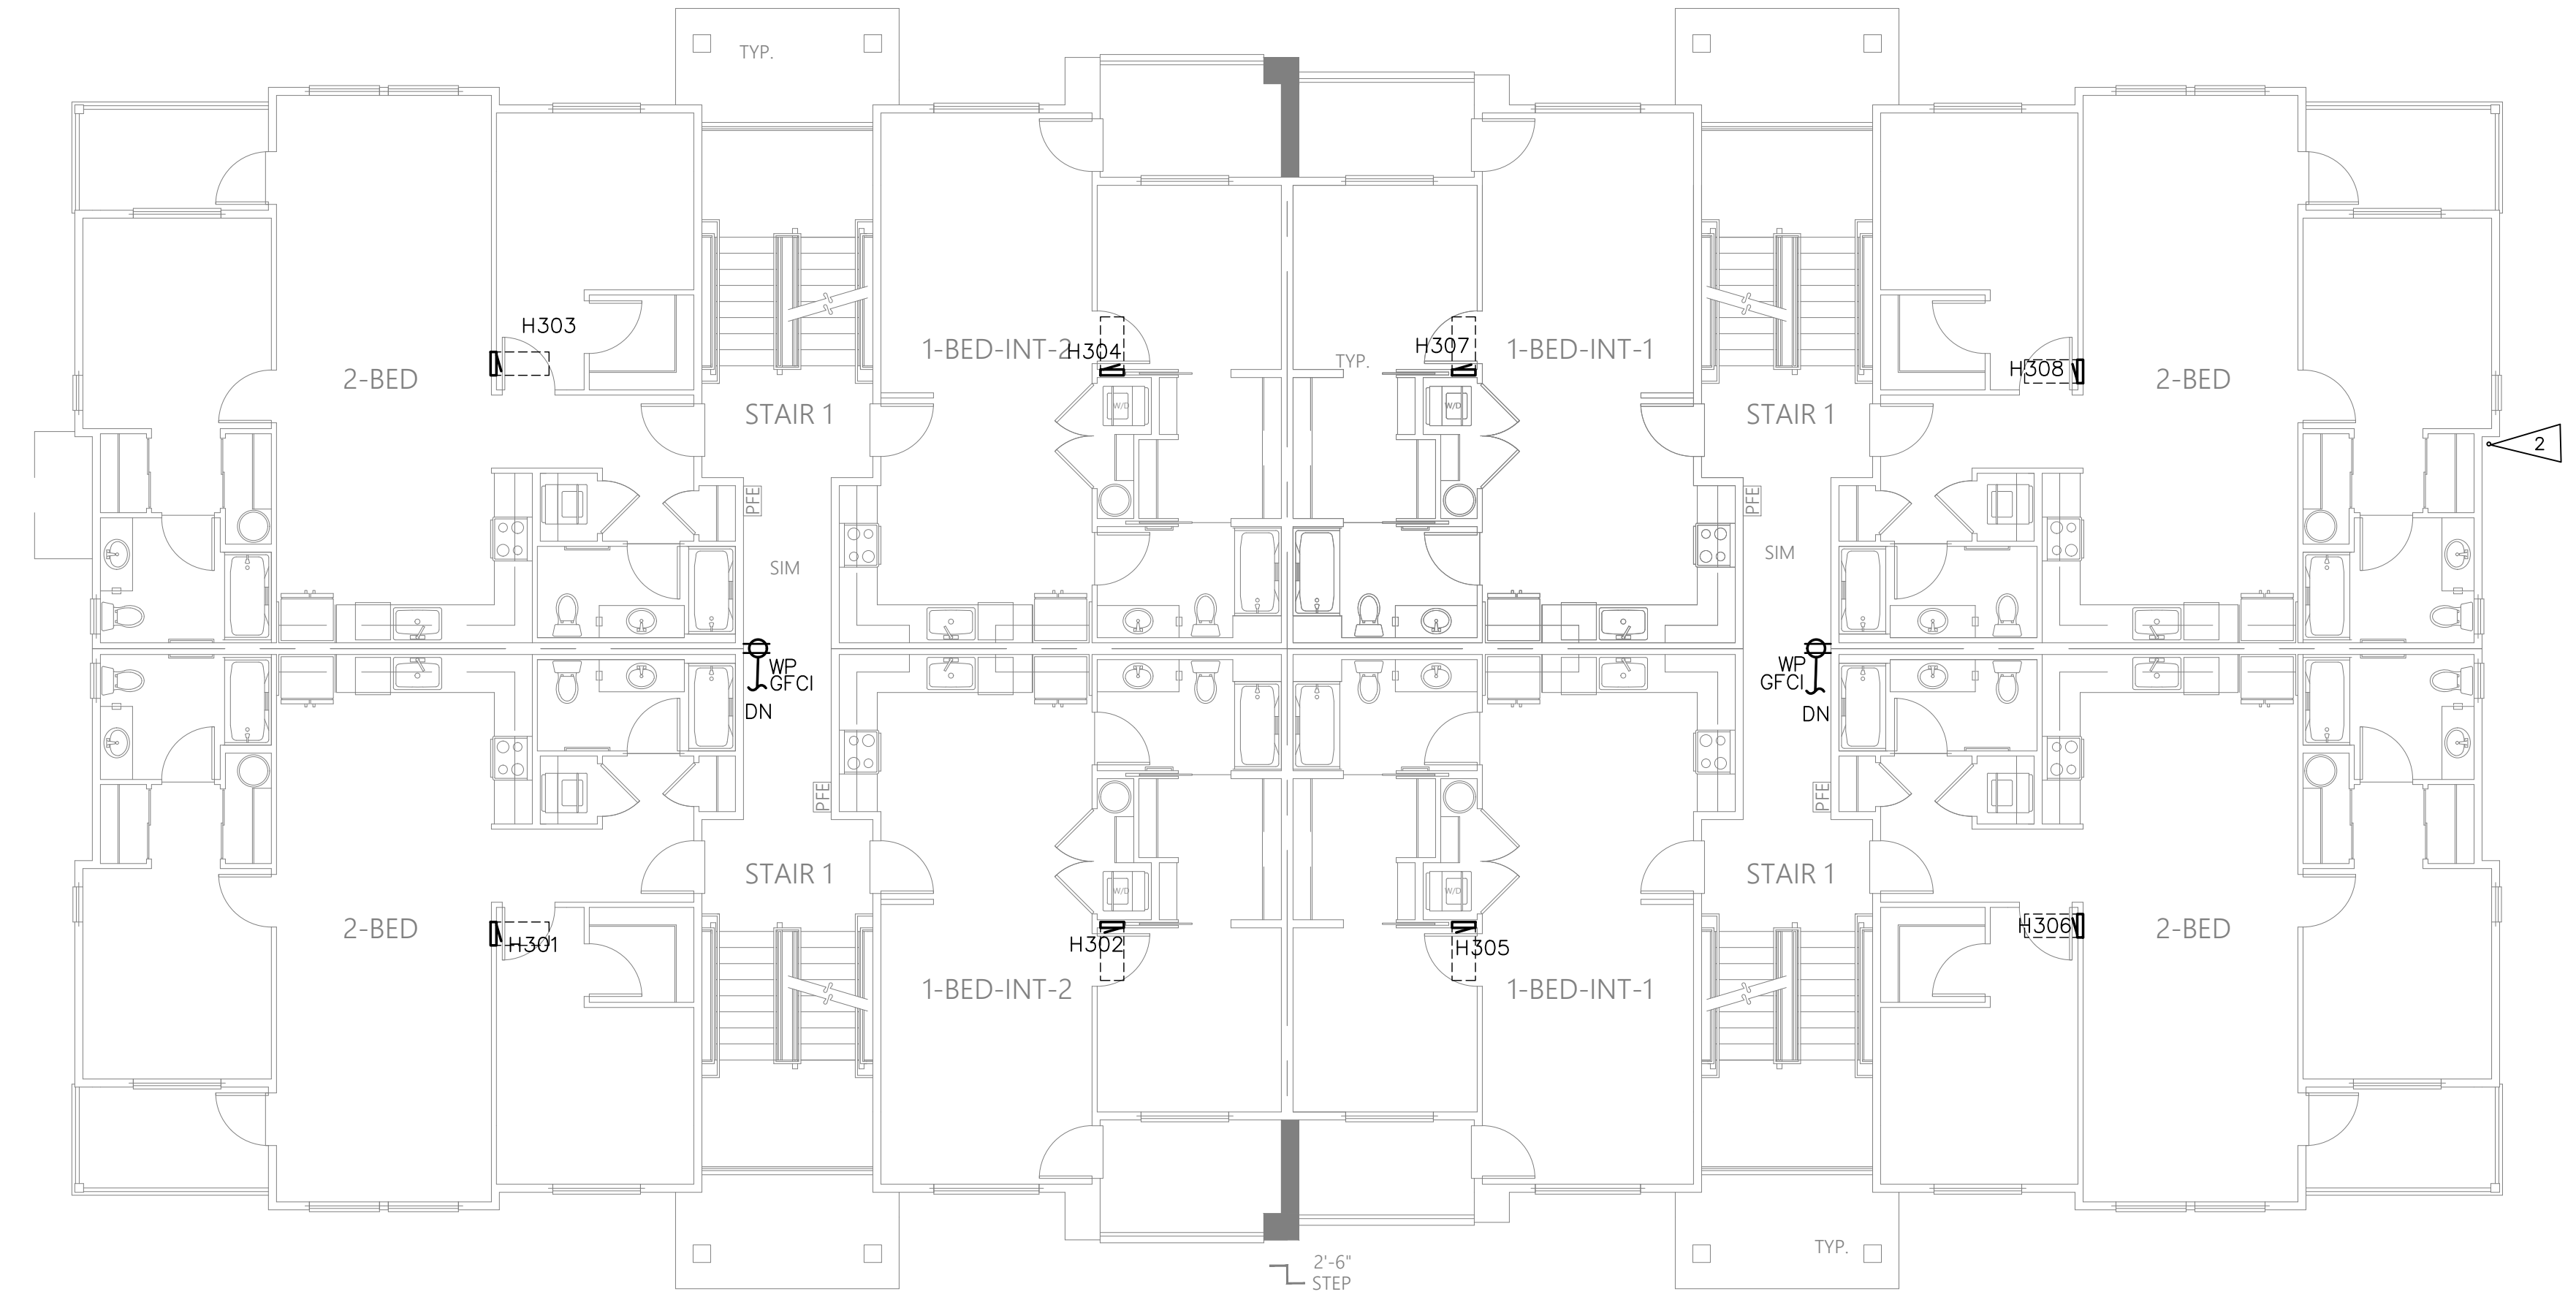 TYP.
H303
1-BED-INT-2
H304
H307
1-BED-INT-1
TYP.
H308
2-BED
2-BED
W/D
W/D
STAIR 1
STAIR 1
2
PFE
PFE
SIM
SIM
WP
GFCI
DN
WP
GFCI
DN
PFE
PFE
STAIR 1
STAIR 1
W/D
W/D
2-BED
H301
H302
H305
H306
2-BED
1-BED-INT-2
1-BED-INT-1
TYP.
2'-6"
STEP